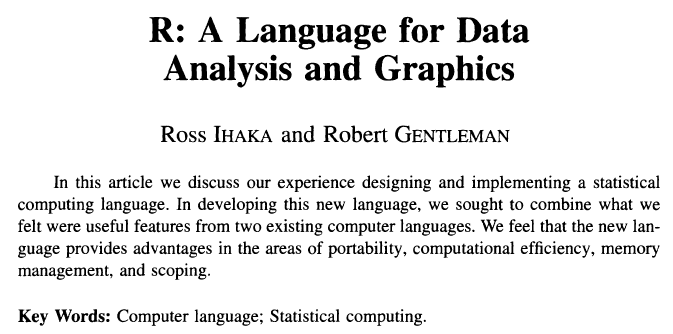 R: A Language for Data
Analysis and Graphics
Ross IHAKA and Robert GENTLEMAN
In this article we discuss our experience designing and implementing a statistical
computing language. In developing this new language, we sought to combine what we
felt were useful features from two existing computer languages. We feel that the new lan-
guage provides advantages in the areas of portability, computational efficiency, memory
management, and scoping.
Key Words: Computer language; Statistical computing.